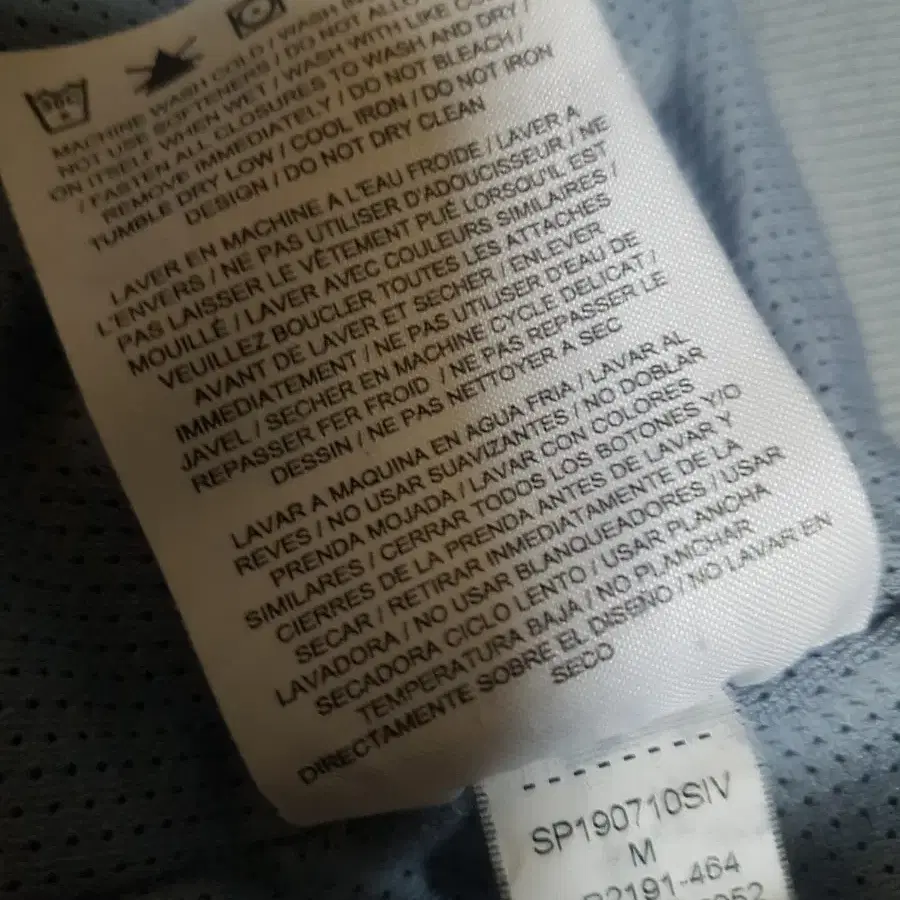 30C
MACHINE WASH COLD / WASH
NOT USE SOFTENERS / DO NOT
ON ITSELF WHEN WET / WASH WITH LIKE
/ FASTEN ALL CLOSURES TO WASH AND DRY /
REMOVE IMMEDIATELY / DO NOT BLEACH /
TUMBLE DRY LOW / COOL IRON / DO NOT IRON
DESIGN / DO NOT DRY CLEAN
LAVER EN MACHINE A L'EAU FROIDE / LAVER A
L'ENVERS / NE PAS UTILISER D'ADOUCISSEUR / NE
PAS LAISSER LE VÊTEMENT PLIÉ LORSQU'IL EST
MOUILLÉ / LAVER AVEC COULEURS SIMILAIRES /
VEUILLEZ BOUCLER TOUTES LES ATTACHES
AVANT DE LAVER ET SECHER / ENLEVER
IMMEDIATEMENT / NE PAS UTILISER D'EAU DE
JAVEL / SECHER EN MACHINE CYCLE DELICAT /
REPASSER FER FROID / NE PAS REPASSER LE
DESSIN / NE PAS NETTOYER A SEC
LAVAR A MAQUINA EN AGUA FRIA / LAVAR AL
REVES / NO USAR SUAVIZANTES / NO DOBLAR
PRENDA MOJADA / LAVAR CON COLORES
SIMILARES / CERRAR TODOS LOS BOTONES Y/O
CIERRES DE LA PRENDA ANTES DE LAVAR Y
SECAR / RETIRAR INMEDIATAMENTE DE LA
LAVADORA / NO USAR BLANQUEADORES / USAR
SECADORA CICLO LENTO / USAR PLANCHA
TEMPERATURA BAJA / NO PLANCHAR
DIRECTAMENTE SOBRE EL DISEÑO / NO LAVAR EN
SECO
SP190710SIV
M
2191-464